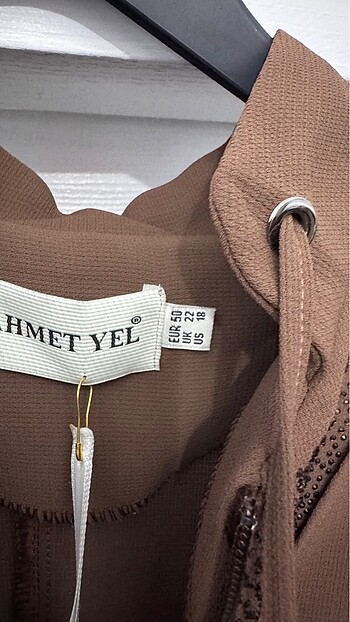 AHMET YEL®
EUR 50
UK 22
US 18